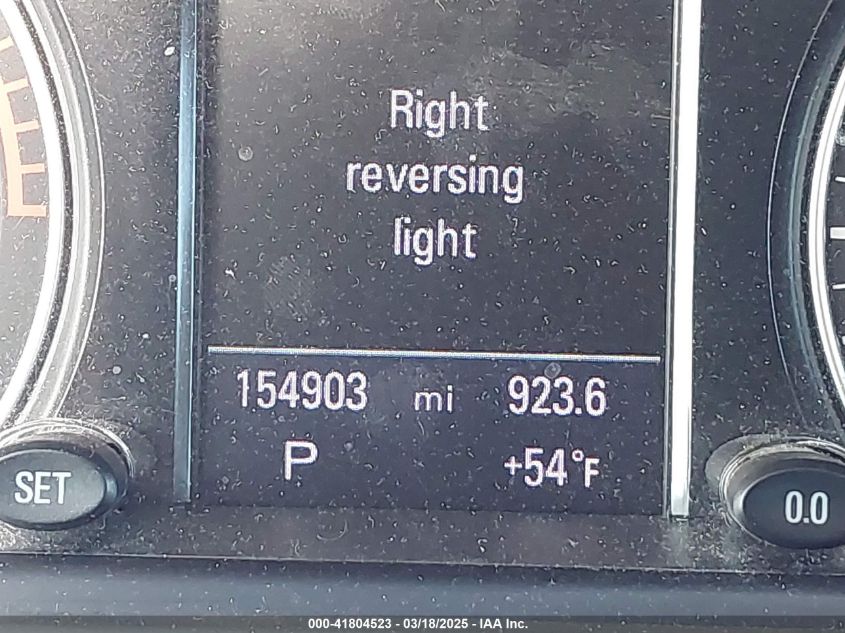 Right
reversing
light
154903 mi 923.6
P +54°F
SET
0.0
000-41804523 - 03/18/2025 - IAA Inc.